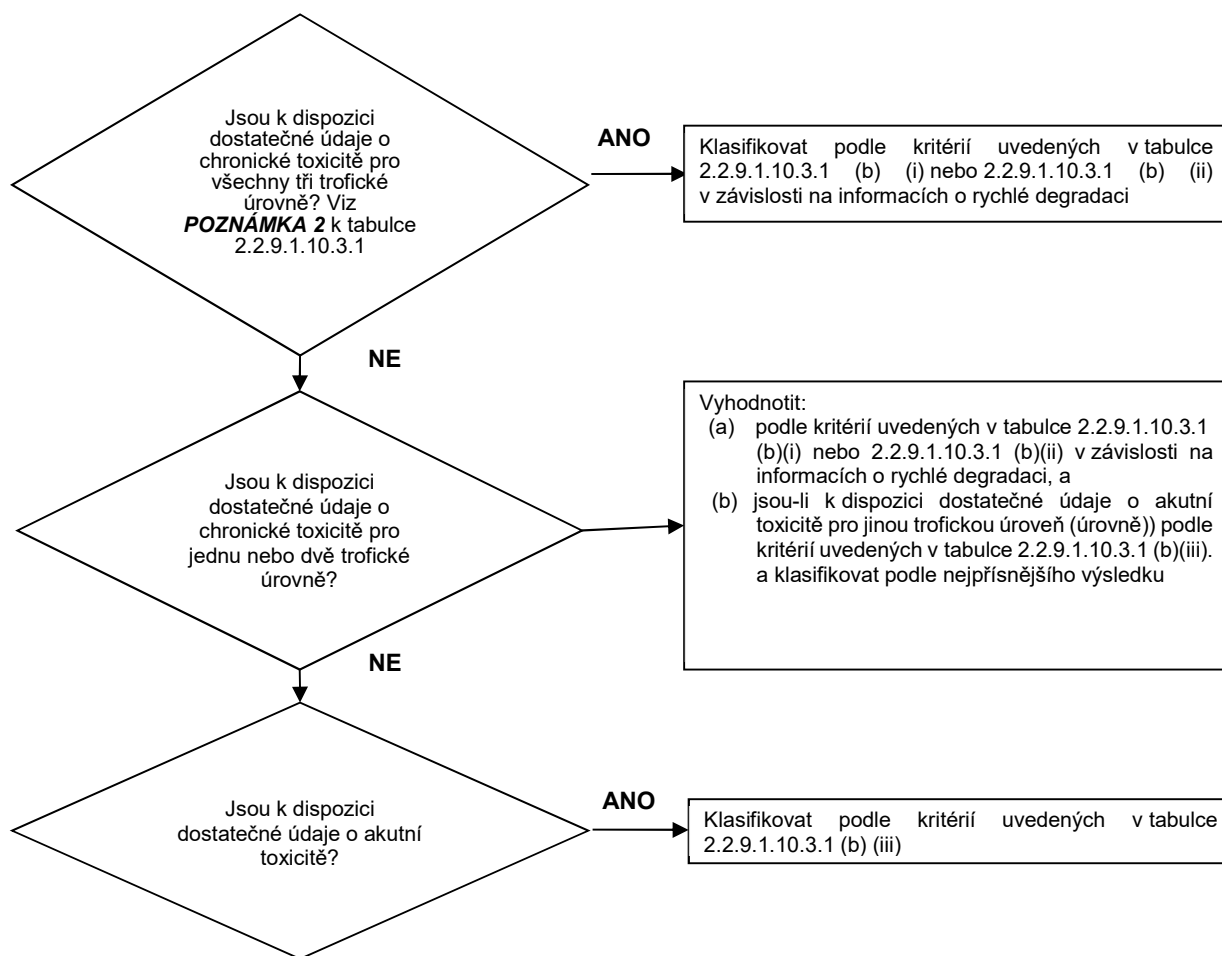 Jsou k dispozici
dostatečné údaje o
chronické toxicitě pro
všechny tři trofické
úrovně? Viz
POZNÁMKA 2 k tabulce
2.2.9.1.10.3.1
ANO
Klasifikovat podle kritérií uvedených v tabulce
2.2.9.1.10.3.1 (b) (i) nebo 2.2.9.1.10.3.1 (b) (ii)
v závislosti na informacích o rychlé degradaci
NE
Jsou k dispozici
dostatečné údaje o
chronické toxicitě pro
jednu nebo dvě trofické
úrovně?
Vyhodnotit:
(a) podle kritérií uvedených v tabulce 2.2.9.1.10.3.1
(b)(i) nebo 2.2.9.1.10.3.1 (b)(ii) v závislosti na
informacích o rychlé degradaci, a
(b) jsou-li k dispozici dostatečné údaje o akutní
toxicitě pro jinou trofickou úroveň (úrovně)) podle
kritérií uvedených v tabulce 2.2.9.1.10.3.1 (b)(iii).
a klasifikovat podle nejpřísnějšího výsledku
NE
Jsou k dispozici
dostatečné údaje o akutní
toxicitě?
ANO
Klasifikovat podle kritérií uvedených v tabulce
2.2.9.1.10.3.1 (b) (iii)